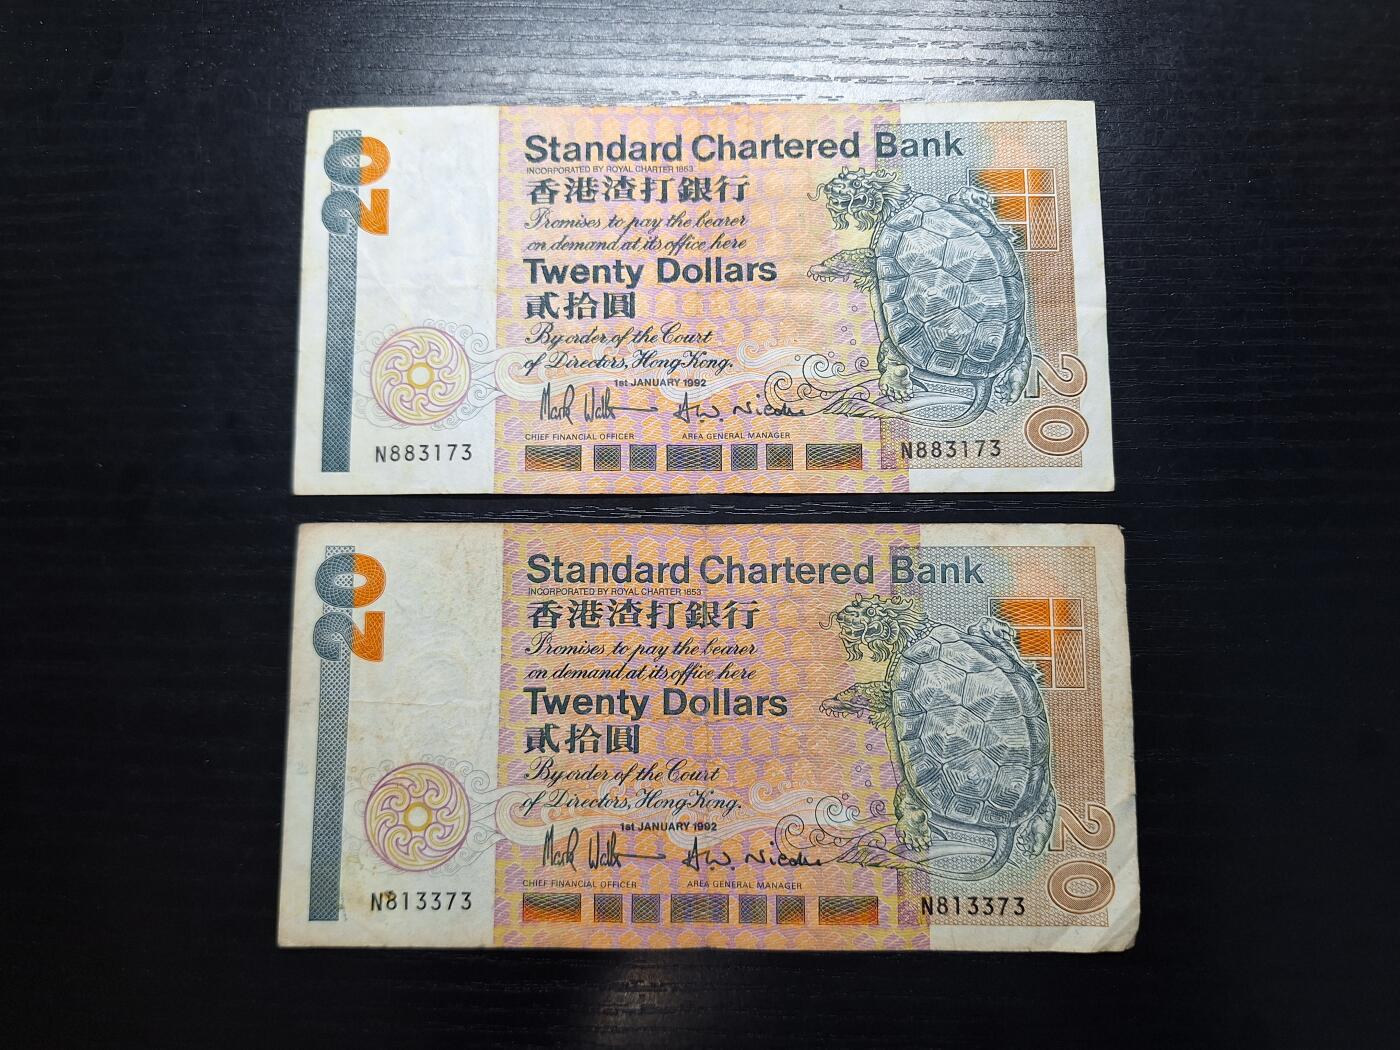 20
Standard Chartered Bank
INCORPORATED BY ROYAL CHARTER 1853
香港渣打銀行
Promises to pay the bearer
on demand at its office here
Twenty Dollars
貳拾圓
By order of the Court
of Directors, Hong Kong.
1st JANUARY 1992
CHIEF FINANCIAL OFFICER AREA GENERAL MANAGER
N883173 N883173
20
20
Standard Chartered Bank
INCORPORATED BY ROYAL CHARTER 1853
香港渣打銀行
Promises to pay the bearer
on demand at its office here
Twenty Dollars
貳拾圓
By order of the Court
of Directors, Hong Kong.
1st JANUARY 1992
CHIEF FINANCIAL OFFICER AREA GENERAL MANAGER
N813373 N813373
20